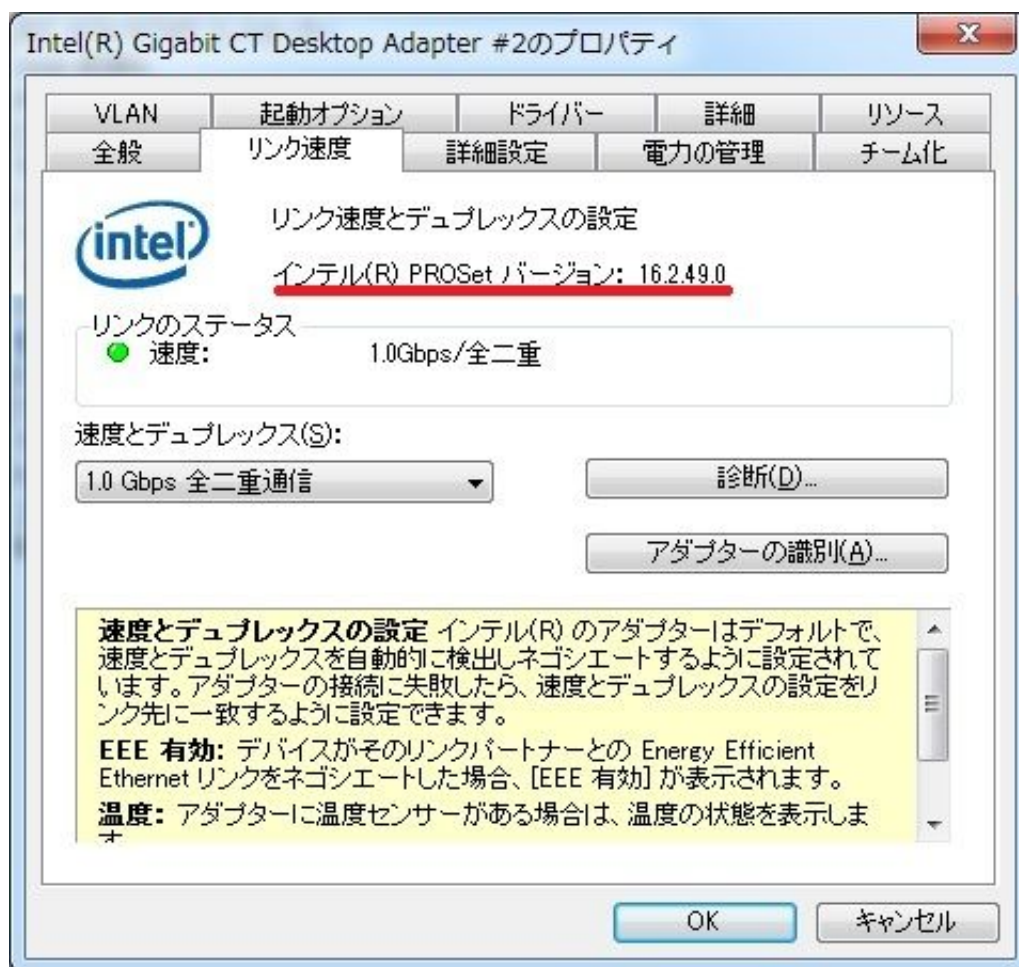 Intel(R) Gigabit CT Desktop Adapter #2のプロパティ
VLAN 起動オプション ドライバー 詳細 リソース
全般 リンク速度 詳細設定 電力の管理 チーム化
intel
リンク速度とデュプレックスの設定
インテル(R) PROSet バージョン: 16.2.49.0
リンクのステータス
速度: 1.0Gbps/全二重
速度とデュプレックス(S):
1.0 Gbps 全二重通信
診断(D)...
アダプターの識別(A)...
速度とデュプレックスの設定 インテル(R) のアダプターはデフォルトで、
速度とデュプレックスを自動的に検出しネゴシエートするように設定されて
います。アダプターの接続に失敗したら、速度とデュプレックスの設定をリ
ンク先に一致するように設定できます。
EEE 有効: デバイスがそのリンクパートナーとの Energy Efficient
Ethernet リンクをネゴシエートした場合、[EEE 有効] が表示されます。
温度: アダプターに温度センサーがある場合は、温度の状態を表示しま
す
OK キャンセル